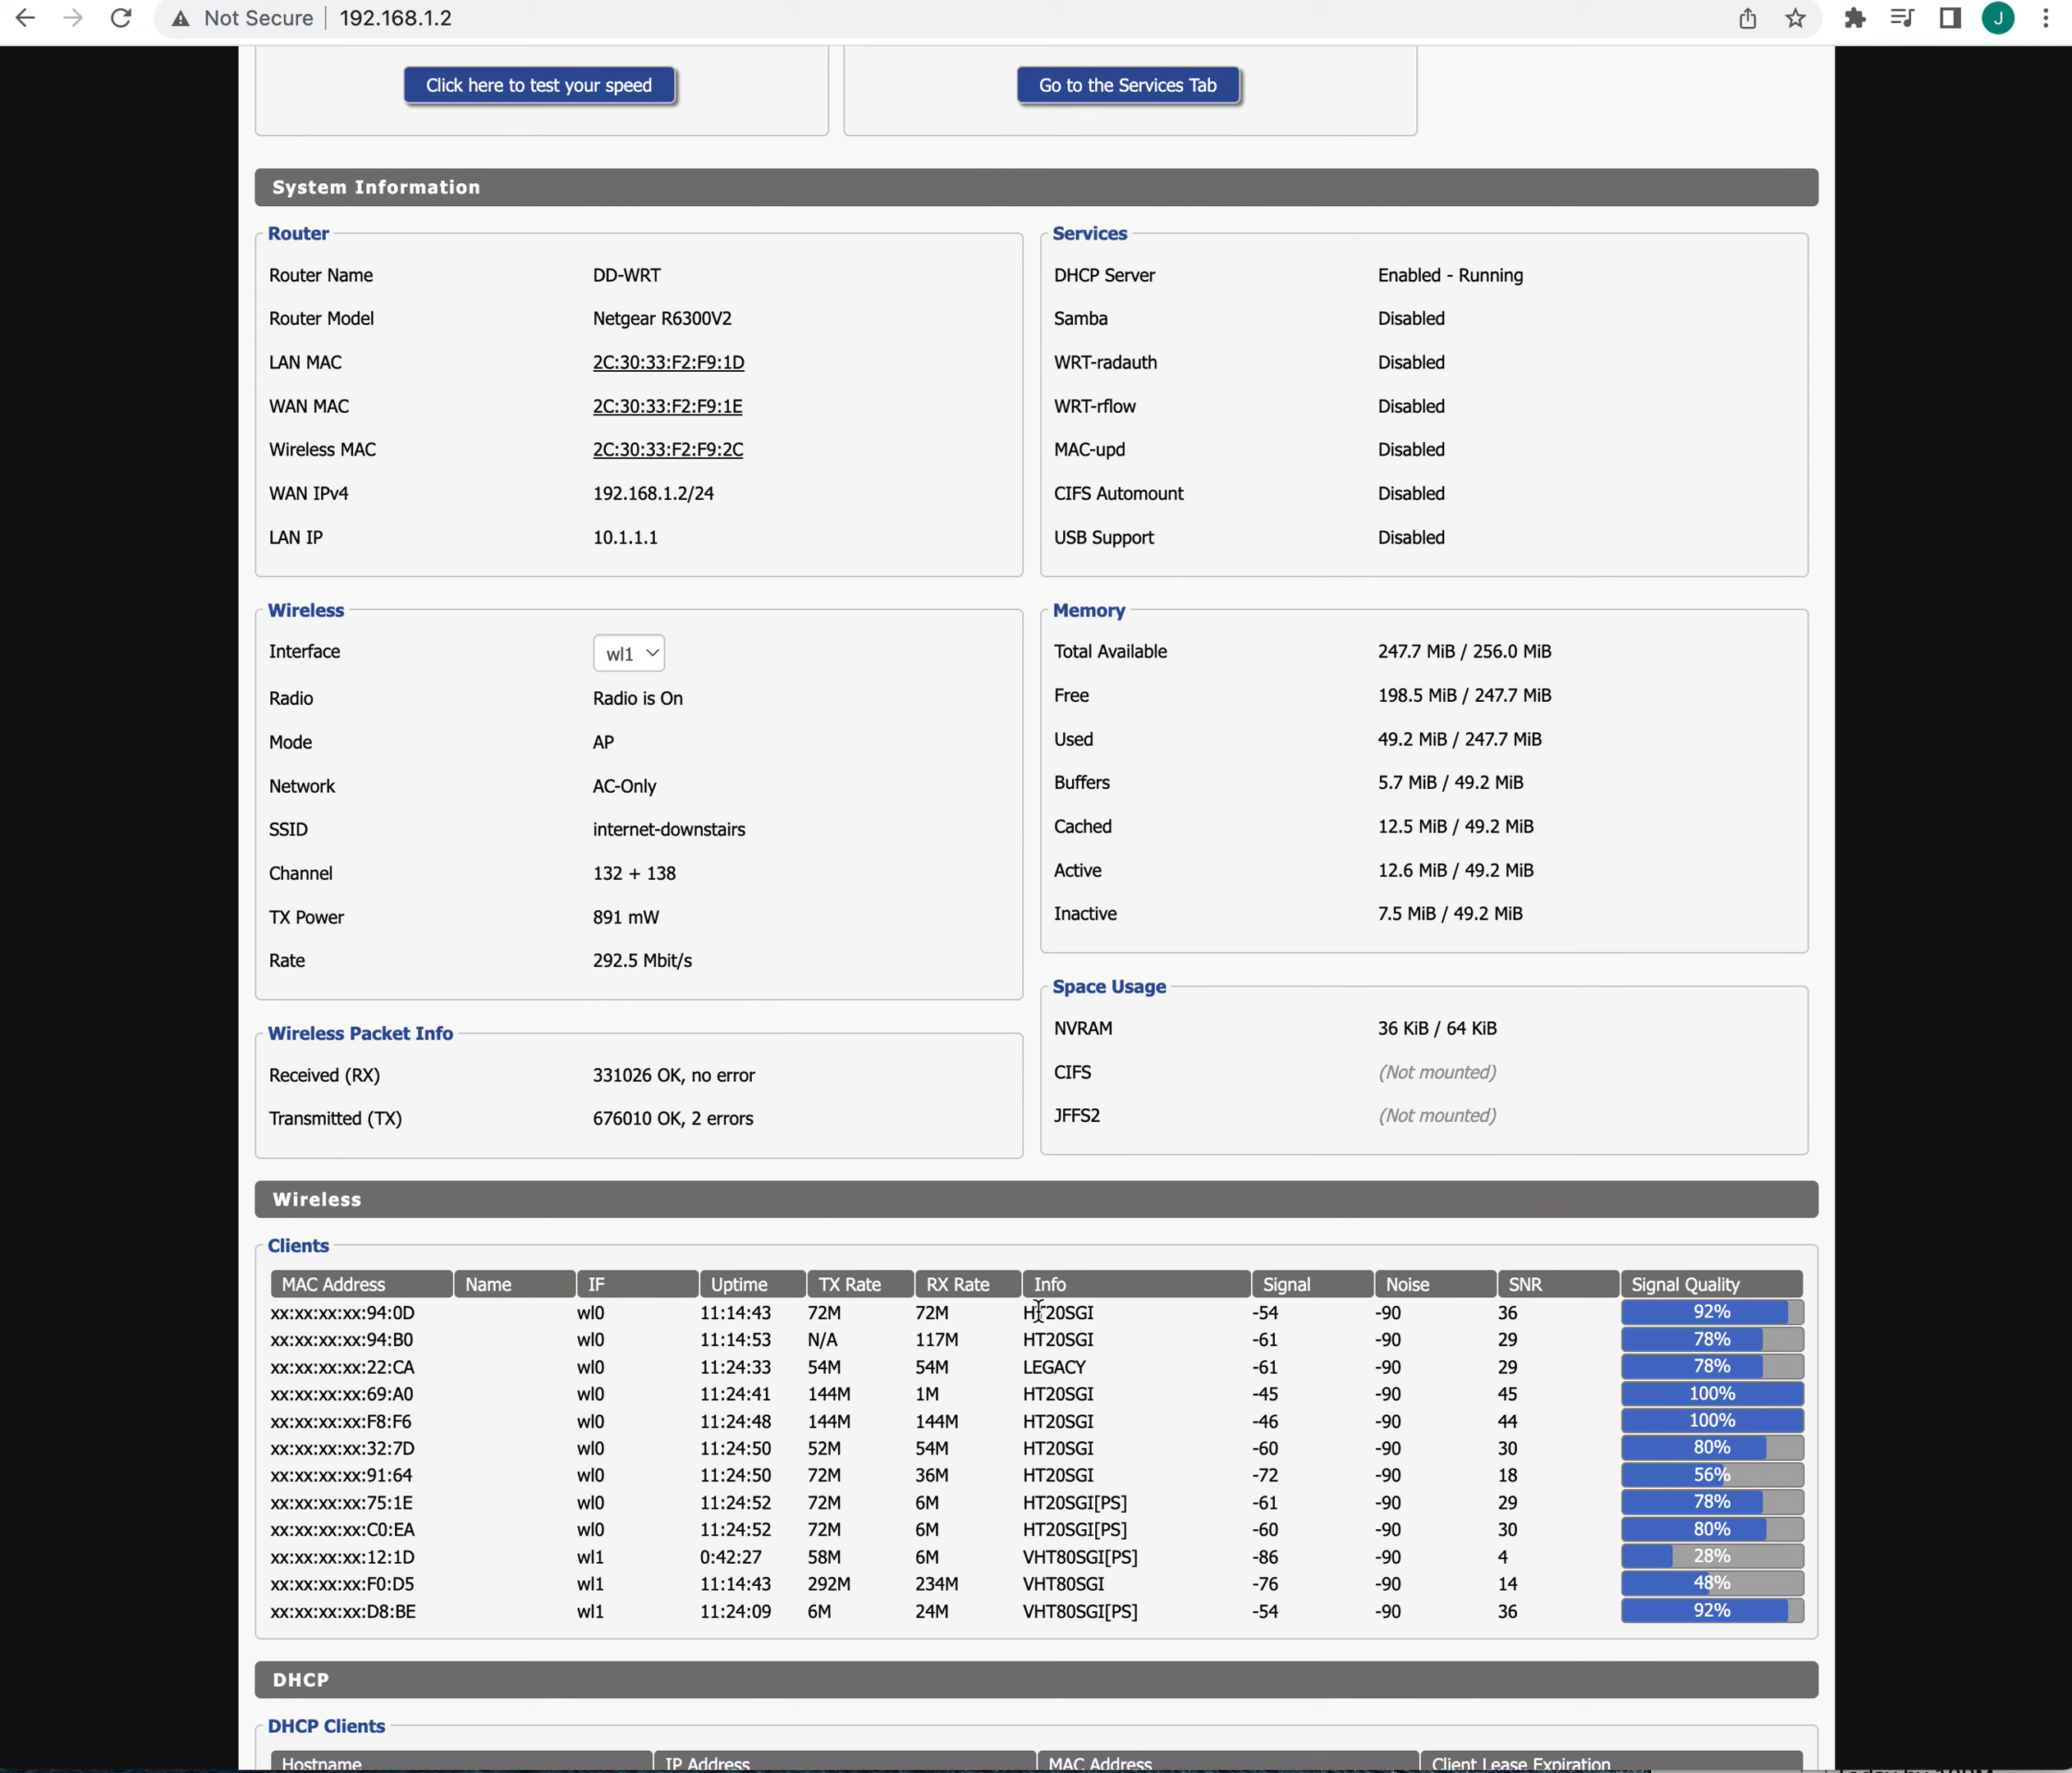 Not Secure | 192.168.1.2
J
Click here to test your speed
Go to the Services Tab
System Information
Router
Router Name DD-WRT
Router Model Netgear R6300V2
LAN MAC 2C:30:33:F2:F9:1D
WAN MAC 2C:30:33:F2:F9:1E
Wireless MAC 2C:30:33:F2:F9:2C
WAN IPv4 192.168.1.2/24
LAN IP 10.1.1.1
Services
DHCP Server Enabled - Running
Samba Disabled
WRT-radauth Disabled
WRT-rflow Disabled
MAC-upd Disabled
CIFS Automount Disabled
USB Support Disabled
Wireless
Interface wl1
Radio Radio is On
Mode AP
Network AC-Only
SSID internet-downstairs
Channel 132 + 138
TX Power 891 mW
Rate 292.5 Mbit/s
Memory
Total Available 247.7 MiB / 256.0 MiB
Free 198.5 MiB / 247.7 MiB
Used 49.2 MiB / 247.7 MiB
Buffers 5.7 MiB / 49.2 MiB
Cached 12.5 MiB / 49.2 MiB
Active 12.6 MiB / 49.2 MiB
Inactive 7.5 MiB / 49.2 MiB
Wireless Packet Info
Received (RX) 331026 OK, no error
Transmitted (TX) 676010 OK, 2 errors
Space Usage
NVRAM 36 KiB / 64 KiB
CIFS (Not mounted)
JFFS2 (Not mounted)
Wireless
Clients
MAC Address Name IF Uptime TX Rate RX Rate Info Signal Noise SNR Signal Quality
xx:xx:xx:xx:94:0D wl0 11:14:43 72M 72M HT20SGI -54 -90 36 92%
xx:xx:xx:xx:94:B0 wl0 11:14:53 N/A 117M HT20SGI -61 -90 29 78%
xx:xx:xx:xx:22:CA wl0 11:24:33 54M 54M LEGACY -61 -90 29 78%
xx:xx:xx:xx:69:A0 wl0 11:24:41 144M 1M HT20SGI -45 -90 45 100%
xx:xx:xx:xx:F8:F6 wl0 11:24:48 144M 144M HT20SGI -46 -90 44 100%
xx:xx:xx:xx:32:7D wl0 11:24:50 52M 54M HT20SGI -60 -90 30 80%
xx:xx:xx:xx:91:64 wl0 11:24:50 72M 36M HT20SGI -72 -90 18 56%
xx:xx:xx:xx:75:1E wl0 11:24:52 72M 6M HT20SGI[PS] -61 -90 29 78%
xx:xx:xx:xx:C0:EA wl0 11:24:52 72M 6M HT20SGI[PS] -60 -90 30 80%
xx:xx:xx:xx:12:1D wl1 0:42:27 58M 6M VHT80SGI[PS] -86 -90 4 28%
xx:xx:xx:xx:F0:D5 wl1 11:14:43 292M 234M VHT80SGI -76 -90 14 48%
xx:xx:xx:xx:D8:BE wl1 11:24:09 6M 24M VHT80SGI[PS] -54 -90 36 92%
DHCP
DHCP Clients
Hostname IP Address MAC Address Client Lease Expiration